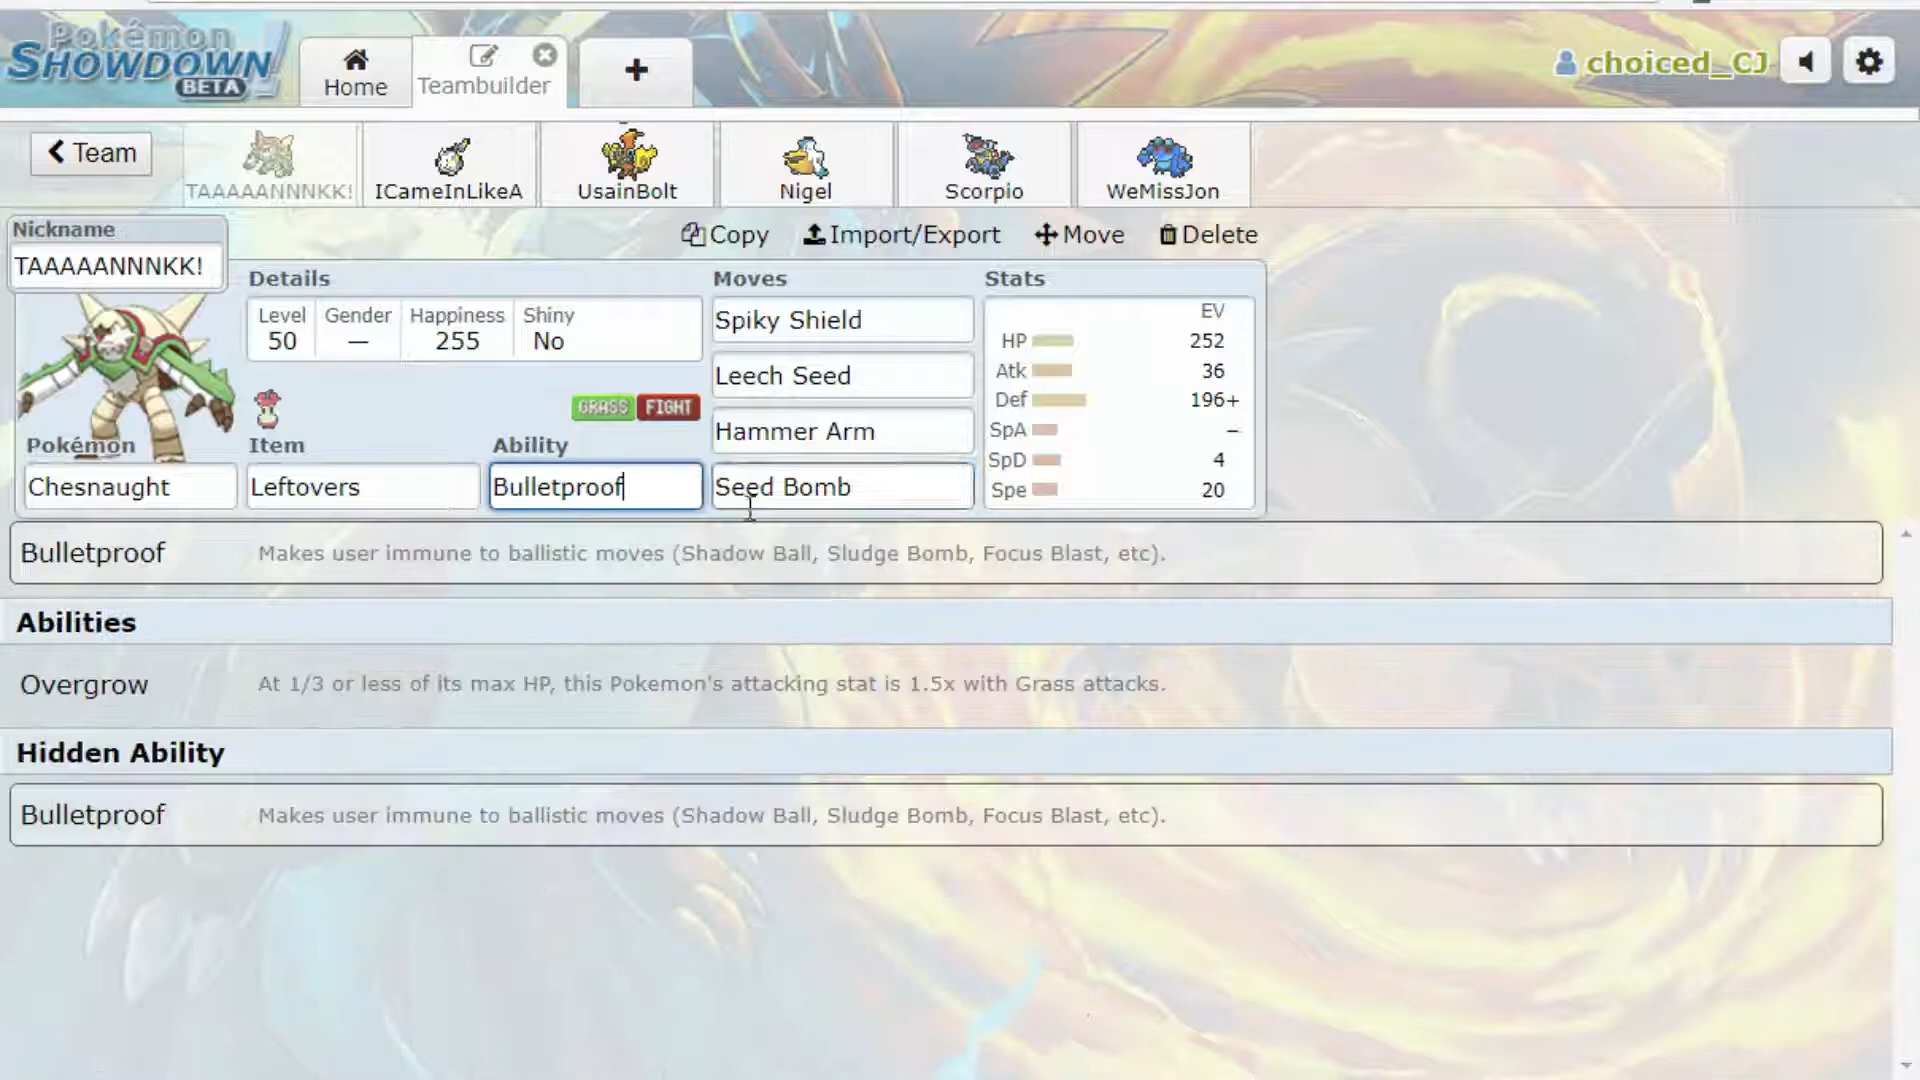 Pokémon
SHOWDOWN!
BETA
Home
Teambuilder
+
choiced_CJ
Team
TAAAAANNNKK!
ICameInLikeA
UsainBolt
Nigel
Scorpio
WeMissJon
Nickname
TAAAAANNNKK!
Copy
Import/Export
Move
Delete
Details
Moves
Stats
Level
Gender
Happiness
Shiny
50
—
255
No
GRASS
FIGHT
Pokémon
Item
Ability
Chesnaught
Leftovers
Bulletproof
Spiky Shield
Leech Seed
Hammer Arm
Seed Bomb
EV
HP 252
Atk 36
Def 196+
SpA –
SpD 4
Spe 20
Bulletproof Makes user immune to ballistic moves (Shadow Ball, Sludge Bomb, Focus Blast, etc).
Abilities
Overgrow At 1/3 or less of its max HP, this Pokemon's attacking stat is 1.5x with Grass attacks.
Hidden Ability
Bulletproof Makes user immune to ballistic moves (Shadow Ball, Sludge Bomb, Focus Blast, etc).